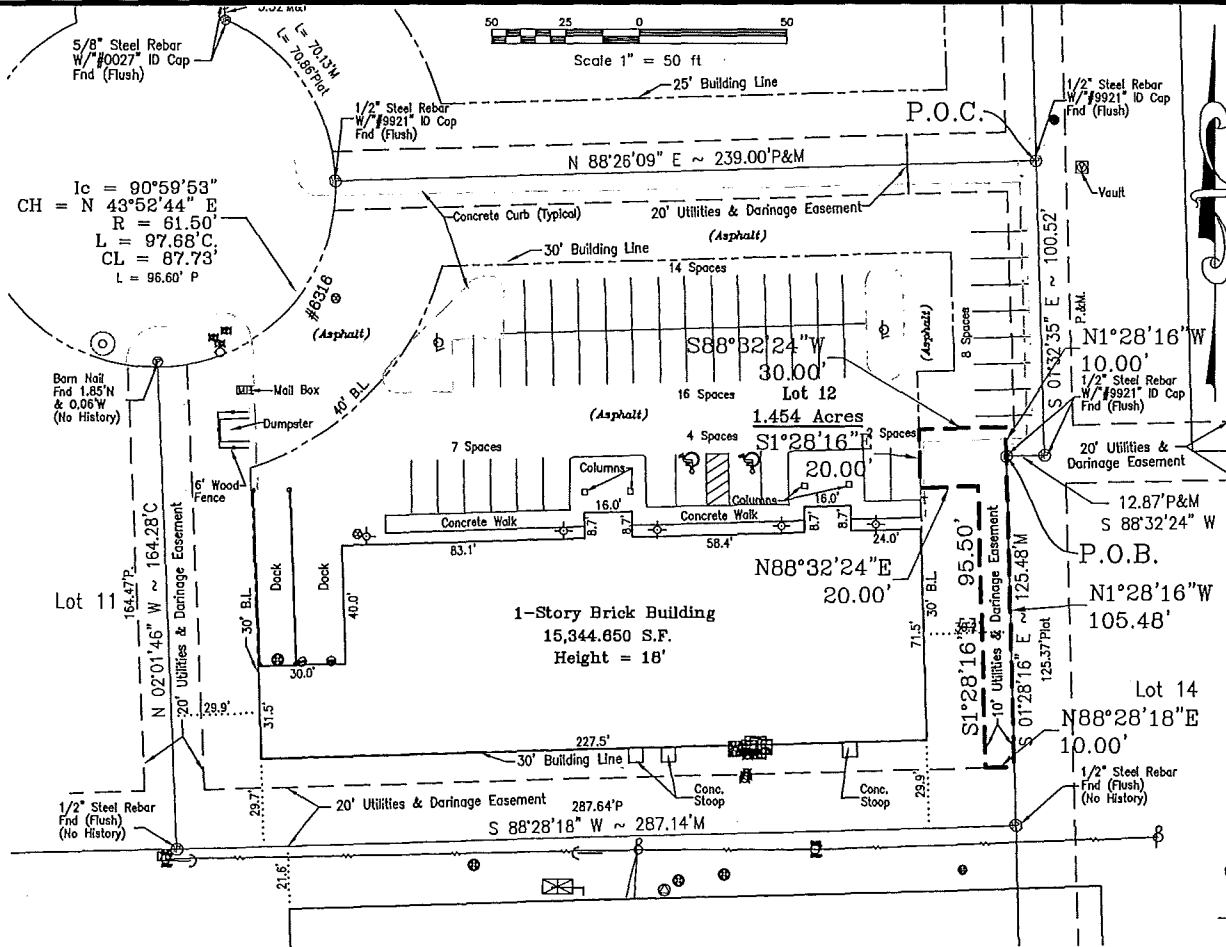 50 25 0 50
Scale 1" = 50 ft
5/8" Steel Rebar
W/"#0027" ID Cap
Fnd (Flush)
L= 70.13'M
L= 70.86'Plat
25' Building Line
1/2" Steel Rebar
W/"#9921" ID Cap
Fnd (Flush)
P.O.C.
1/2" Steel Rebar
W/"#9921" ID Cap
Fnd (Flush)
N 88°26'09" E ~ 239.00'P&M
Vault
Ic = 90°59'53"
CH = N 43°52'44" E
R = 61.50'
L = 97.68'C.
CL = 87.73'
L = 96.60' P
Concrete Curb (Typical)
20' Utilities & Darinage Easement
(Asphalt)
30' Building Line
14 Spaces
#6316
(Asphalt)
(Asphalt)
8 Spaces
S 01°32'35" E ~ 100.52'
P.&M.
S88°32'24"W
30.00'
N1°28'16"W
10.00'
1/2" Steel Rebar
W/"#9921" ID Cap
Fnd (Flush)
Barn Nail
Fnd 1.85'N
& 0.06'W
(No History)
Mail Box
Dumpster
40' B.L.
16 Spaces
Lot 12
1.454 Acres
(Asphalt)
S1°28'16"E
20.00'
2 Spaces
7 Spaces
4 Spaces
20' Utilities &
Darinage Easement
6' Wood
Fence
Columns
Columns
16.0'
16.0'
12.87'P&M
S 88°32'24" W
Concrete Walk
Concrete Walk
8.7'
8.7'
8.7'
8.7'
83.1'
58.4'
24.0'
P.O.B.
N88°32'24"E
20.00'
N1°28'16"W
105.48'
Lot 11
164.47'P
N 02°01'46" W ~ 164.28'C
20' Utilities & Darinage Easement
30' B.L.
Dock
Dock
40.0'
30.0'
1-Story Brick Building
15,344.650 S.F.
Height = 18'
71.5'
30' B.L.
S1°28'16" E 95.50'
10' Utilities & Darinage Easement
S 01°28'16" E ~ 125.48'M
125.37'Plat
Lot 14
29.9'
31.5'
N88°28'18"E
10.00'
227.5'
30' Building Line
Conc.
Stoop
Conc.
Stoop
29.9'
1/2" Steel Rebar
Fnd (Flush)
(No History)
29.7'
20' Utilities & Darinage Easement
287.64'P
S 88°28'18" W ~ 287.14'M
1/2" Steel Rebar
Fnd (Flush)
(No History)
21.6'